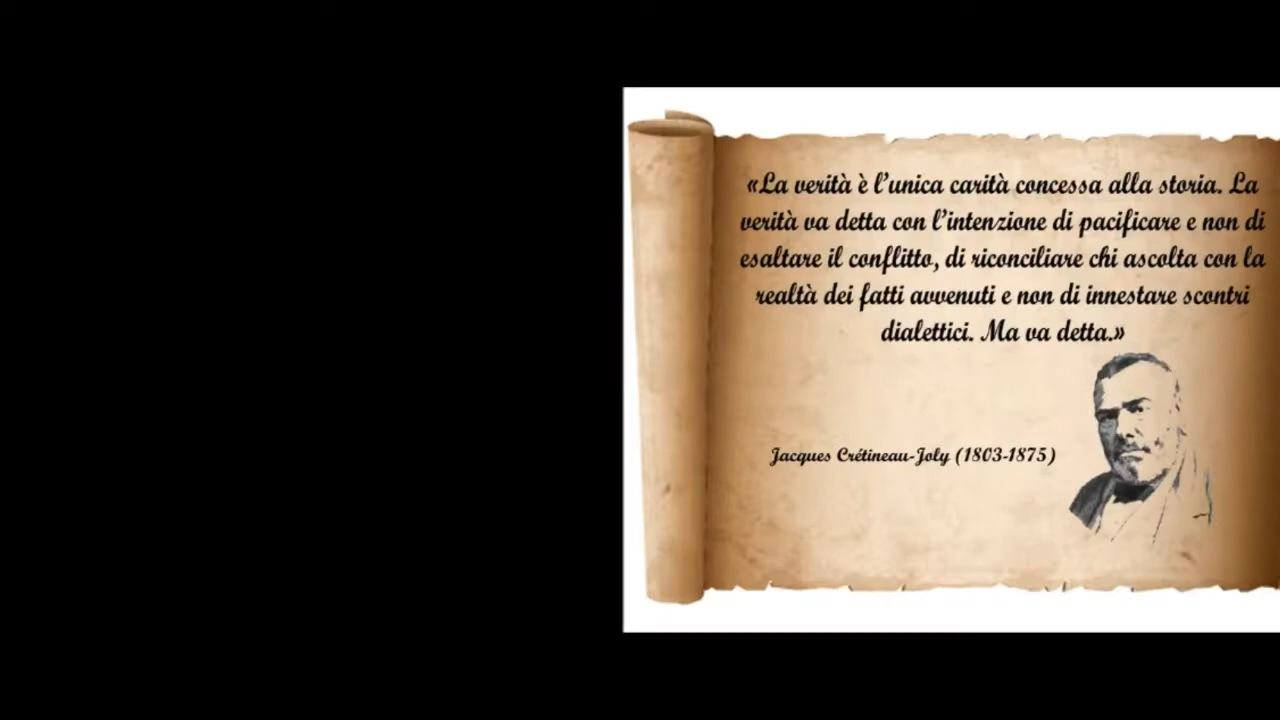 «La verità è l’unica carità concessa alla storia. La
verità va detta con l’intenzione di pacificare e non di
esaltare il conflitto, di riconciliare chi ascolta con la
realtà dei fatti avvenuti e non di innestare scontri
dialettici. Ma va detta.»
Jacques Crétineau-Joly (1803-1875)